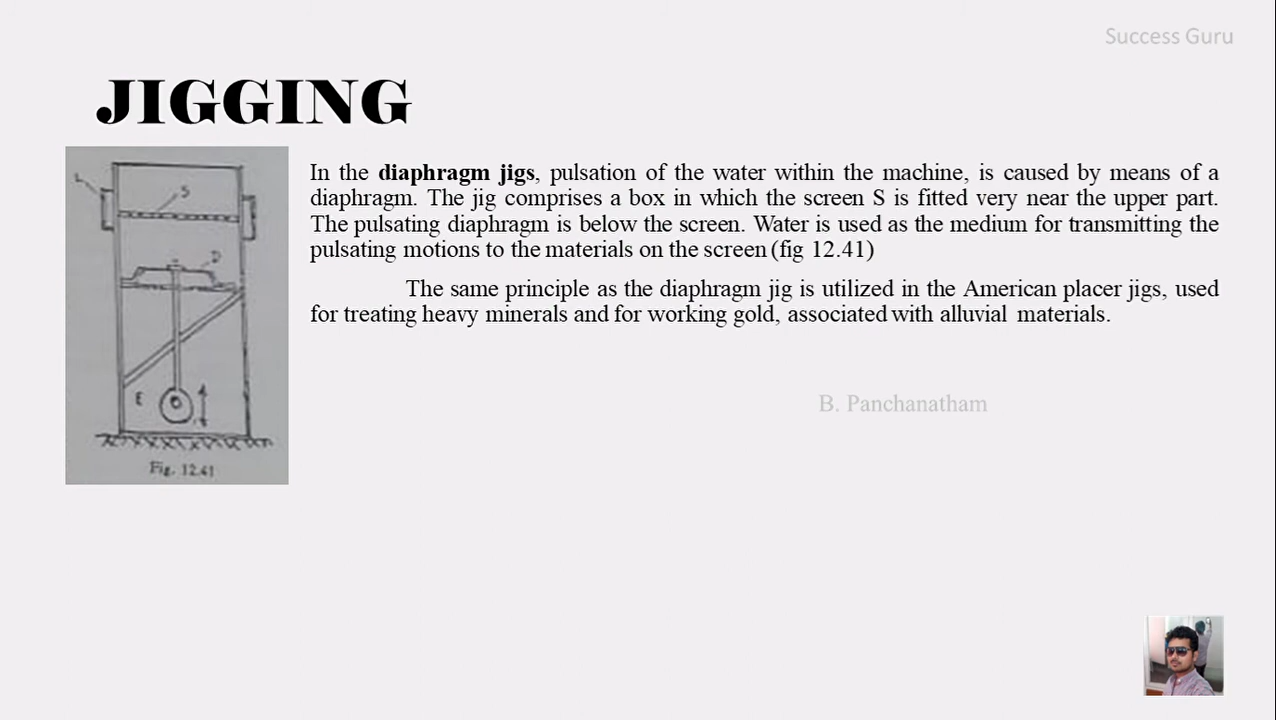 Success Guru
JIGGING
In the diaphragm jigs, pulsation of the water within the machine, is caused by means of a
diaphragm. The jig comprises a box in which the screen S is fitted very near the upper part.
The pulsating diaphragm is below the screen. Water is used as the medium for transmitting the
pulsating motions to the materials on the screen (fig 12.41)
The same principle as the diaphragm jig is utilized in the American placer jigs, used
for treating heavy minerals and for working gold, associated with alluvial materials.
S
D
E
Fig. 12.41
B. Panchanatham